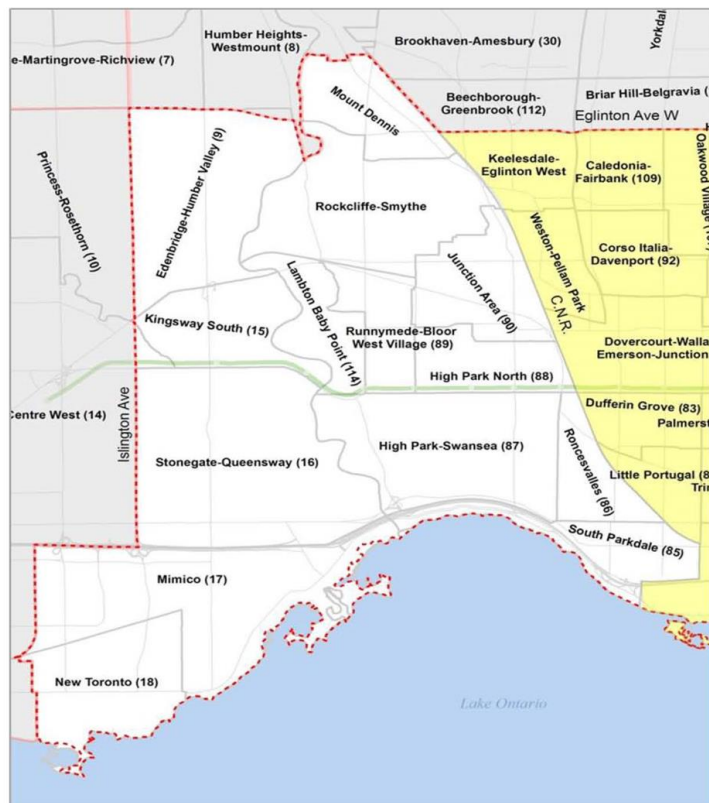 Humber Heights-
Westmount (8)
Brookhaven-Amesbury (30)
Yorkdal
e-Martingrove-Richview (7)
Mount Dennis
Beechborough-
Greenbrook (112)
Briar Hill-Belgravia (
Eglinton Ave W
Princess-Rosethorn (10)
Edenbridge-Humber Valley (9)
Keelesdale-
Eglinton West
Caledonia-
Fairbank (109)
Oakwood Village
Rockcliffe-Smythe
Weston-Pellam Park
Corso Italia-
Davenport (92)
Lambton Baby Point (114)
Junction Area (90)
C.N.R.
Kingsway South (15)
Runnymede-Bloor
West Village (89)
Dovercourt-Walla
Emerson-Junction
High Park North (88)
Islington Ave
Centre West (14)
Dufferin Grove (83)
Palmerst
High Park-Swansea (87)
Roncesvalles (86)
Stonegate-Queensway (16)
Little Portugal (8
Trin
South Parkdale (85)
Mimico (17)
New Toronto (18)
Lake Ontario